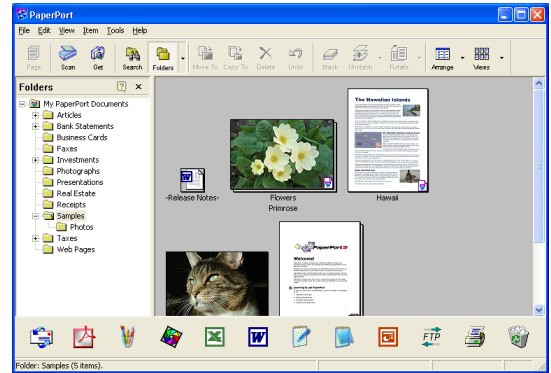 PaperPort
File Edit View Item Tools Help
Page Scan Get Search Folders Move To Copy To Delete Undo Stack Unstack Rotate Arrange Views
Folders
My PaperPort Documents
Articles
Bank Statements
Business Cards
Faxes
Investments
Photographs
Presentations
Real Estate
Receipts
Samples
Photos
Taxes
Web Pages
-Release Notes-
Flowers
Primrose
The Hawaiian Islands
Hawaii
PaperPort
Welcome!
FTP
Folder: Samples (5 items).